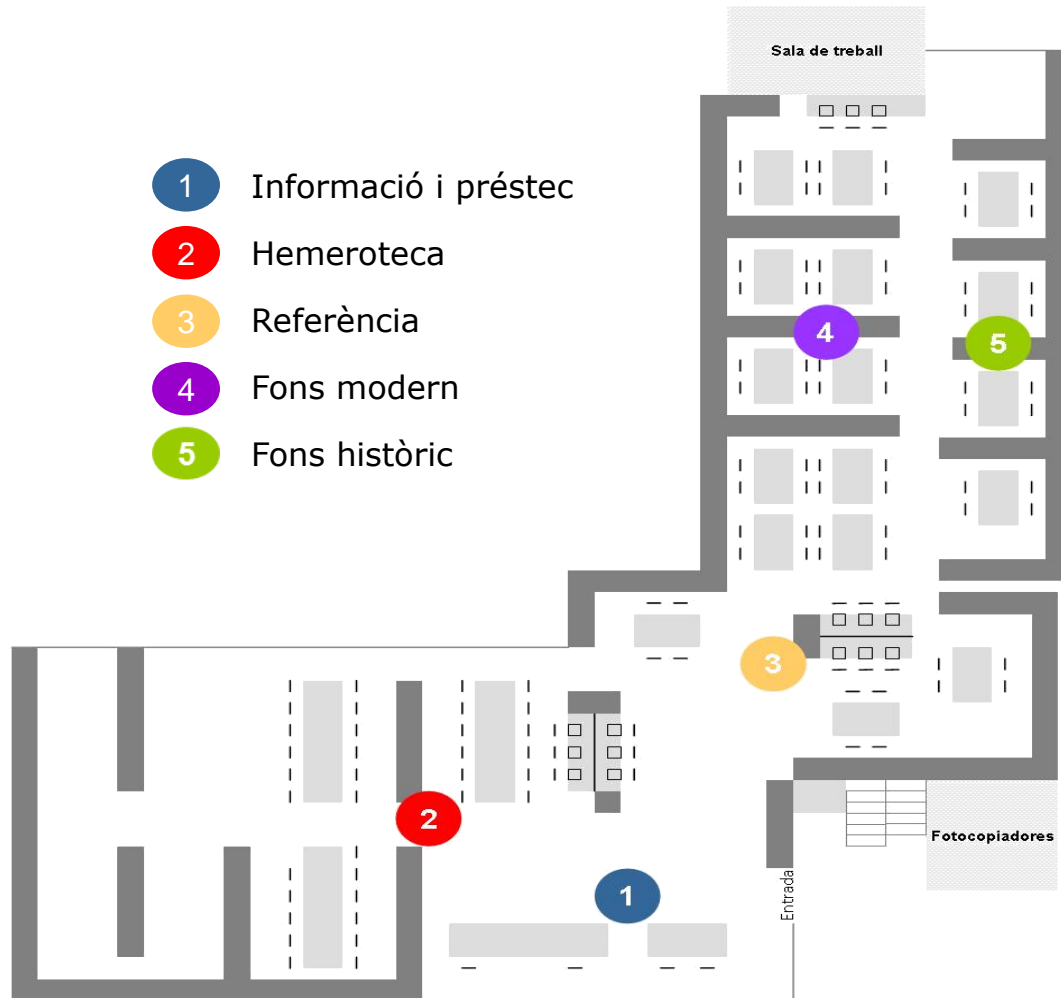 Sala de treball
1 Informació i préstec
2 Hemeroteca
3 Referència
4 Fons modern
5 Fons històric
4
5
3
2
Fotocopiadores
Entrada
1